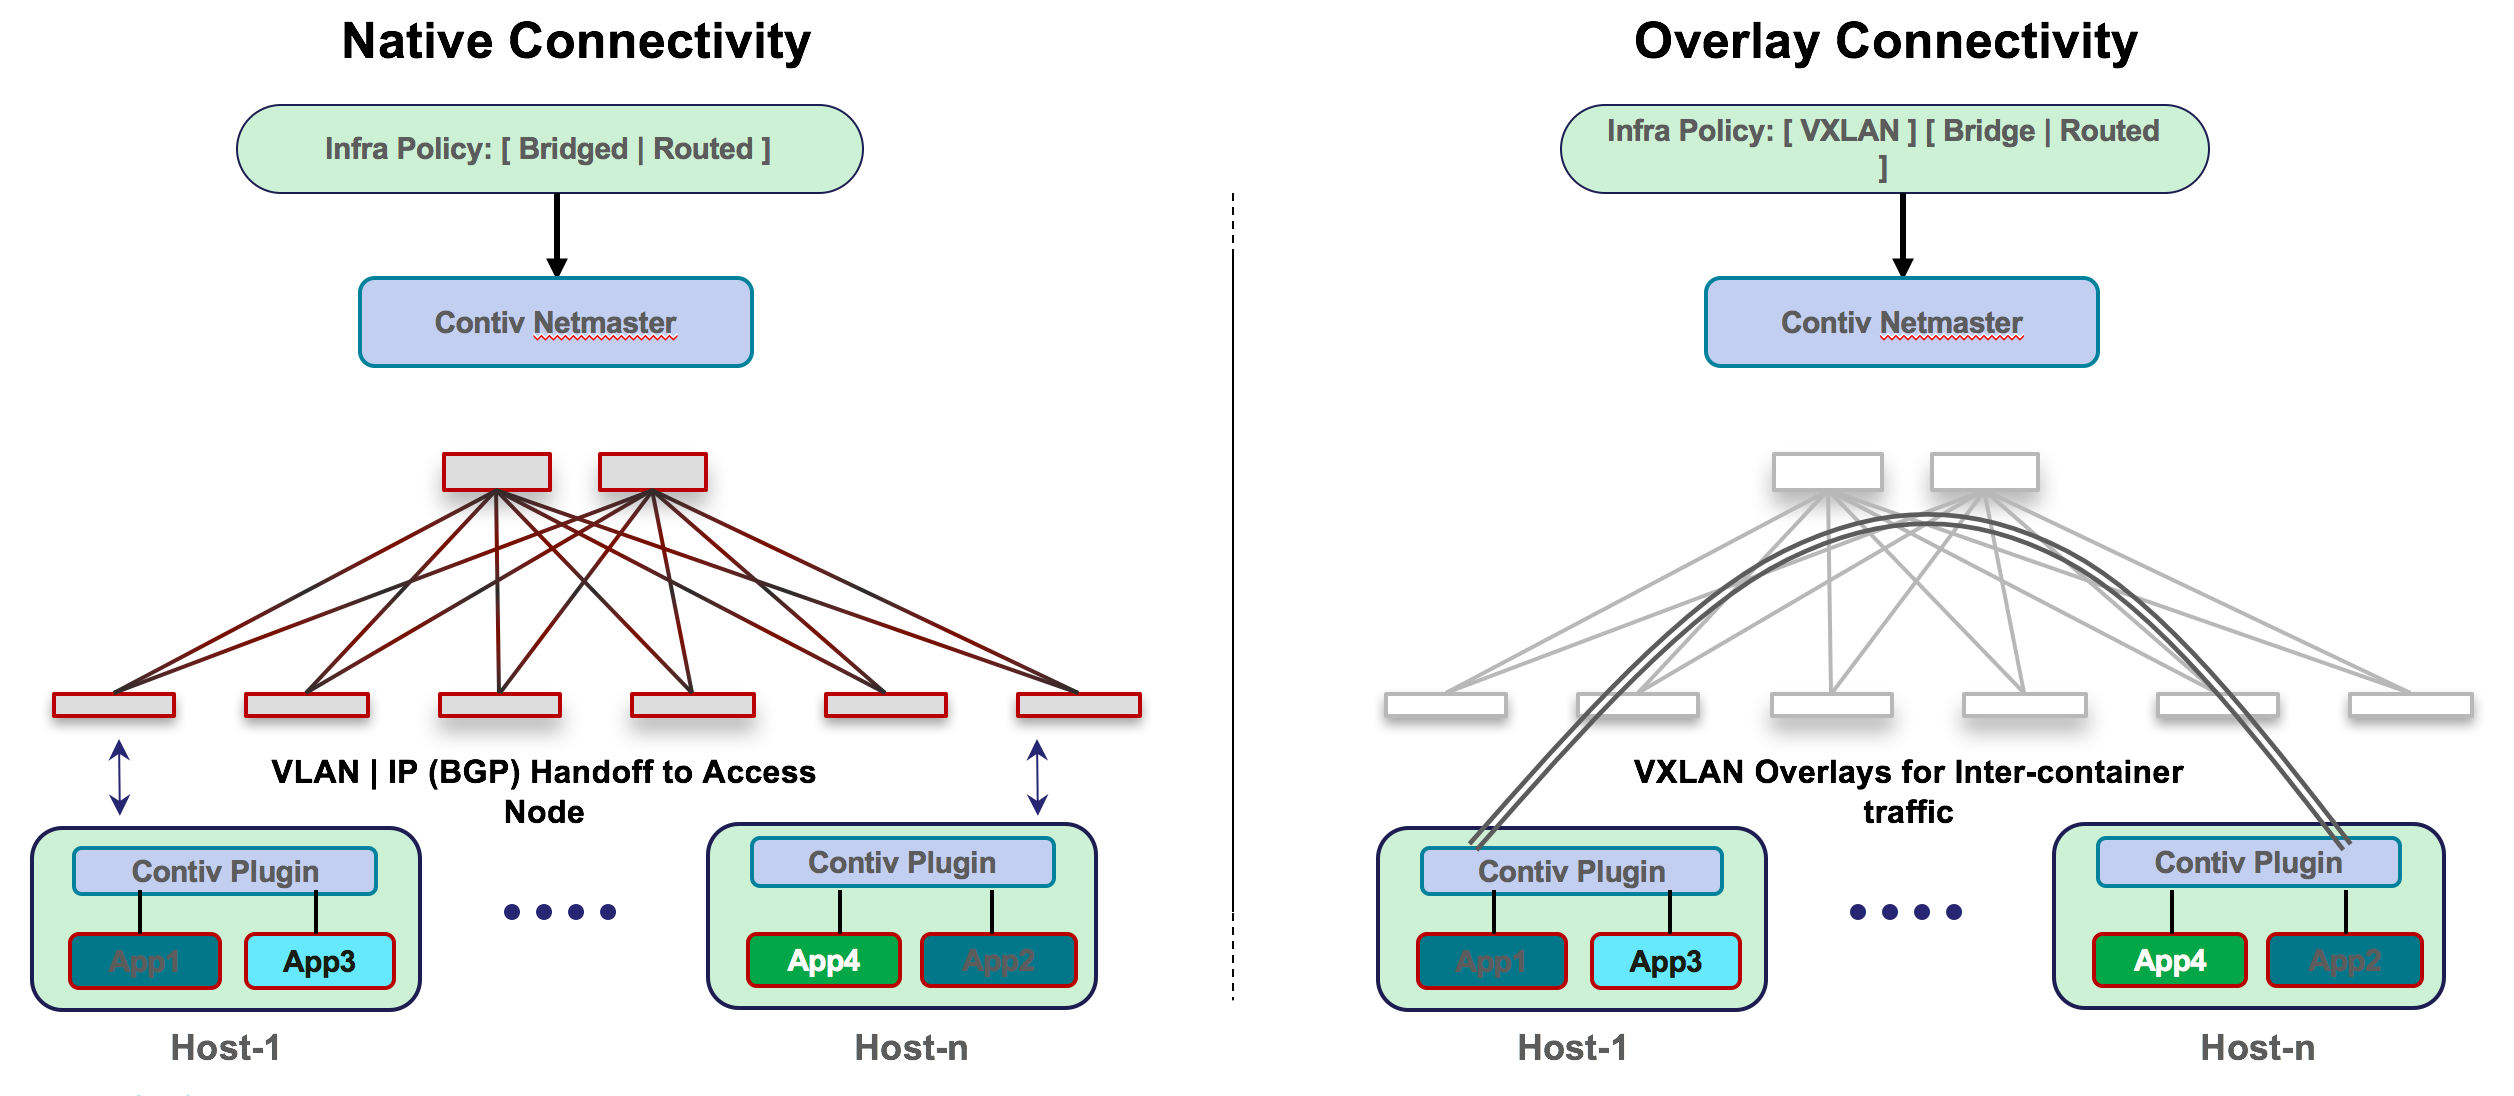 Native Connectivity
Infra Policy: [ Bridged | Routed ]
Contiv Netmaster
VLAN | IP (BGP) Handoff to Access
Node
Contiv Plugin
App1
App3
Host-1
Contiv Plugin
App4
App2
Host-n
Overlay Connectivity
Infra Policy: [ VXLAN ] [ Bridge | Routed
]
Contiv Netmaster
VXLAN Overlays for Inter-container
traffic
Contiv Plugin
App1
App3
Host-1
Contiv Plugin
App4
App2
Host-n